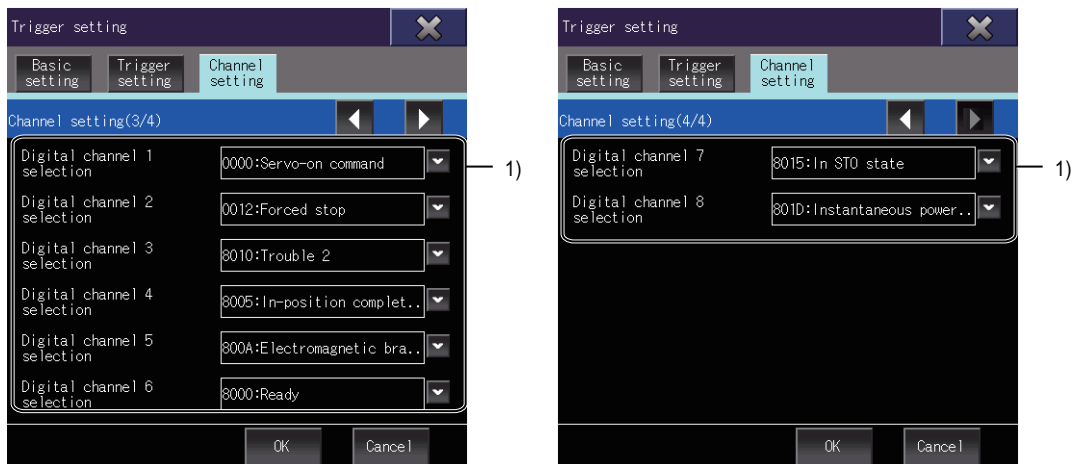 Trigger setting
Basic setting
Trigger setting
Channel setting
Channel setting(3/4)
Digital channel 1 selection
0000:Servo-on command
Digital channel 2 selection
0012:Forced stop
Digital channel 3 selection
8010:Trouble 2
Digital channel 4 selection
8005:In-position complet..
Digital channel 5 selection
800A:Electromagnetic bra..
Digital channel 6 selection
8000:Ready
OK
Cancel
1)
Trigger setting
Basic setting
Trigger setting
Channel setting
Channel setting(4/4)
Digital channel 7 selection
8015:In STO state
Digital channel 8 selection
801D:Instantaneous power..
OK
Cancel
1)